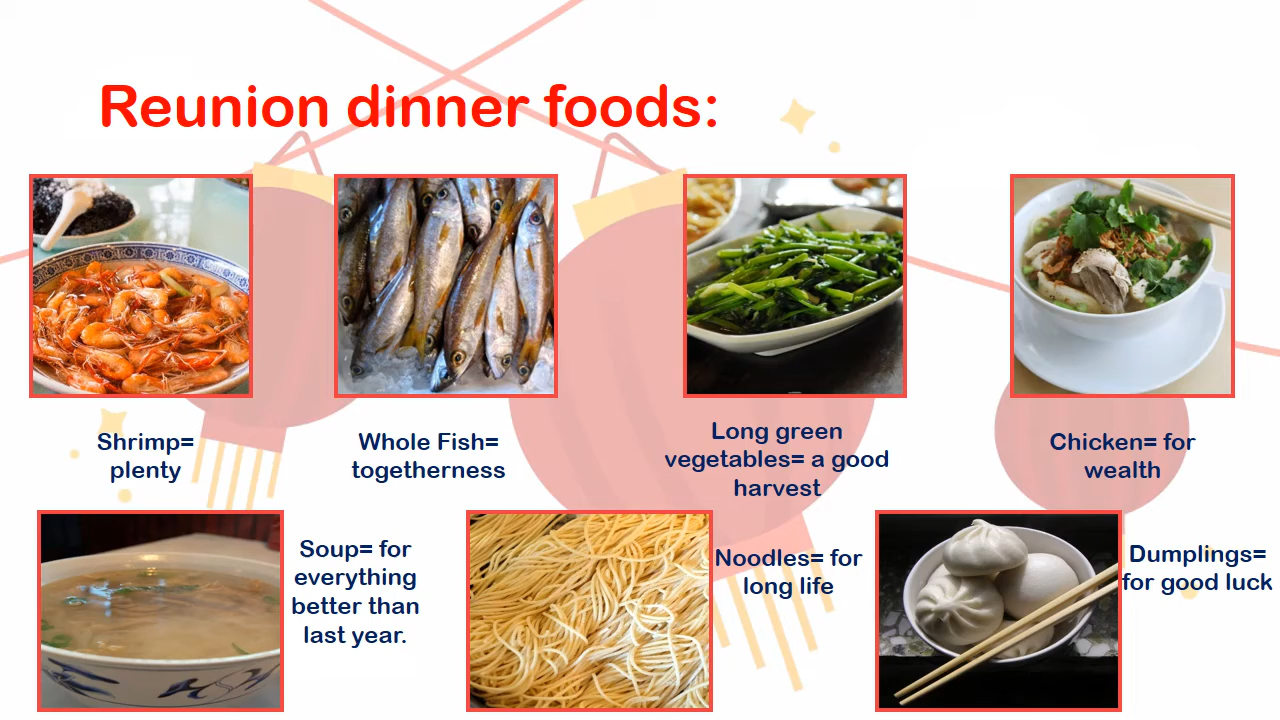 Reunion dinner foods:
Shrimp=
plenty
Whole Fish=
togetherness
Long green
vegetables= a good
harvest
Chicken= for
wealth
Soup= for
everything
better than
last year.
Noodles= for
long life
Dumplings=
for good luck